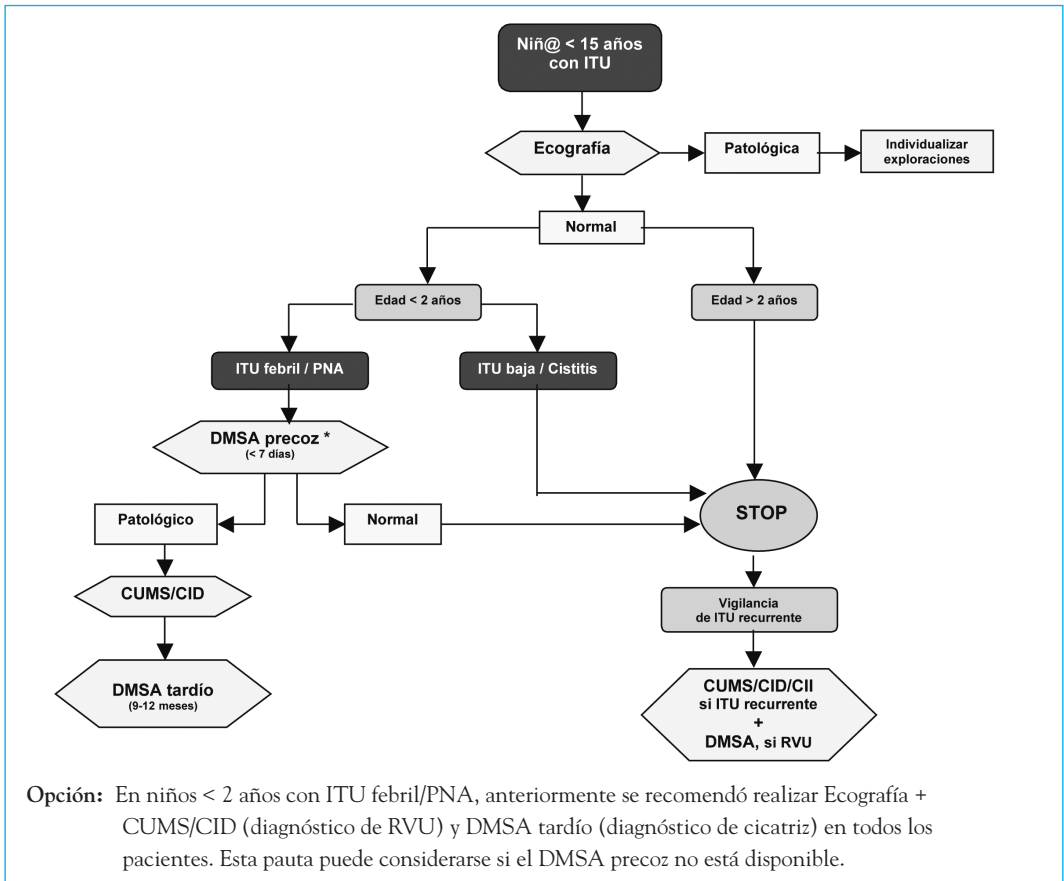 Niñ@ < 15 años
con ITU
Ecografía
Patológica
Individualizar
exploraciones
Normal
Edad < 2 años
Edad > 2 años
ITU febril / PNA
ITU baja / Cistitis
DMSA precoz *
(< 7 días)
Patológico
Normal
STOP
CUMS/CID
Vigilancia
de ITU recurrente
DMSA tardío
(9-12 meses)
CUMS/CID/CII
si ITU recurrente
+
DMSA, si RVU
Opción: En niños < 2 años con ITU febril/PNA, anteriormente se recomendó realizar Ecografía +
CUMS/CID (diagnóstico de RVU) y DMSA tardío (diagnóstico de cicatriz) en todos los
pacientes. Esta pauta puede considerarse si el DMSA precoz no está disponible.